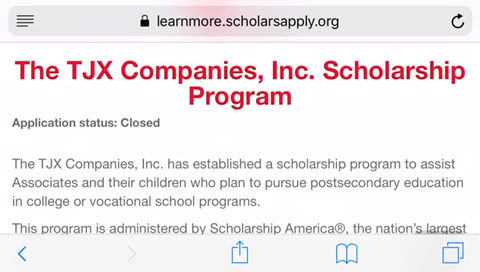 learnmore.scholarsapply.org
The TJX Companies, Inc. Scholarship
Program
Application status: Closed
The TJX Companies, Inc. has established a scholarship program to assist
Associates and their children who plan to pursue postsecondary education
in college or vocational school programs.
This program is administered by Scholarship America®, the nation's largest